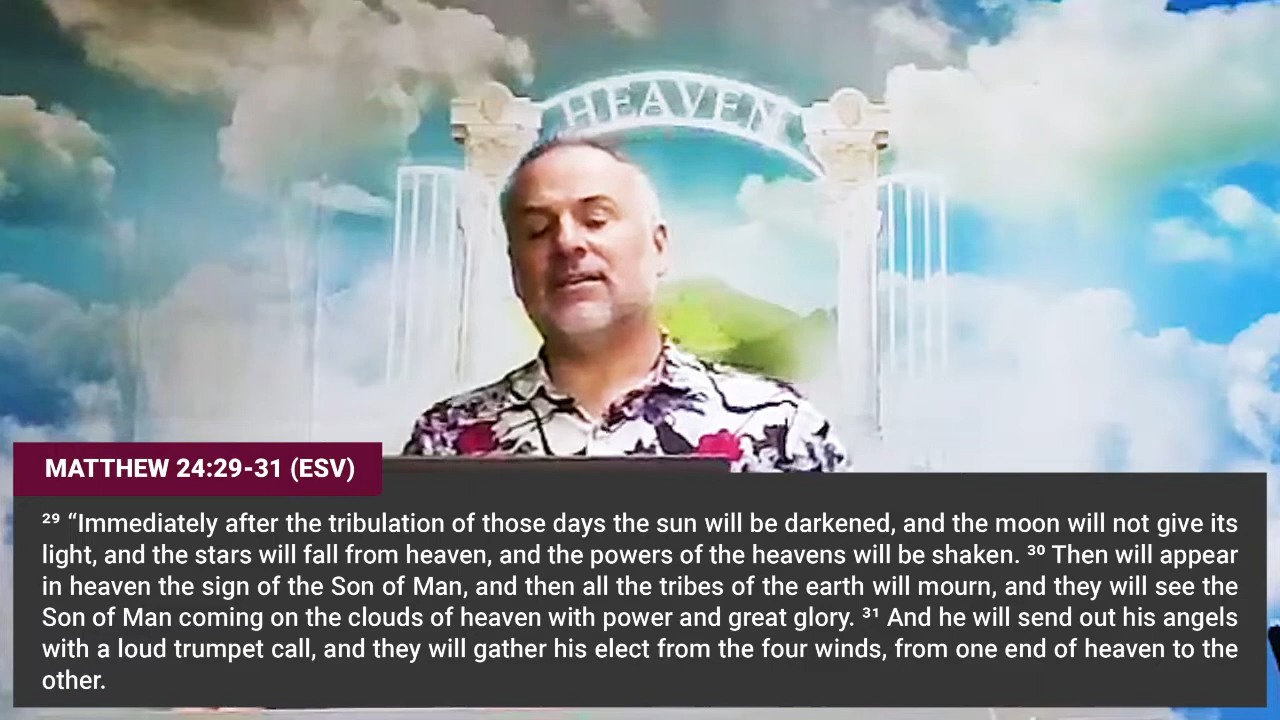 HEAVEN
MATTHEW 24:29-31 (ESV)
²⁹ “Immediately after the tribulation of those days the sun will be darkened, and the moon will not give its
light, and the stars will fall from heaven, and the powers of the heavens will be shaken. ³⁰ Then will appear
in heaven the sign of the Son of Man, and then all the tribes of the earth will mourn, and they will see the
Son of Man coming on the clouds of heaven with power and great glory. ³¹ And he will send out his angels
with a loud trumpet call, and they will gather his elect from the four winds, from one end of heaven to the
other.